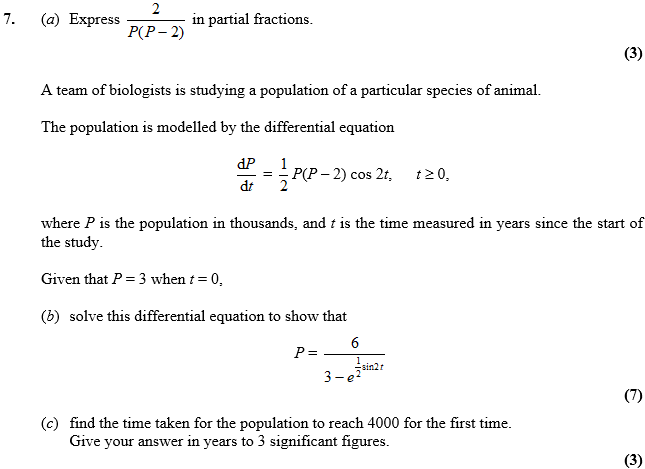 7. (a) Express 2/(P(P – 2)) in partial fractions.
(3)
A team of biologists is studying a population of a particular species of animal.
The population is modelled by the differential equation
dP/dt = 1/2 P(P – 2) cos 2t, t ≥ 0,
where P is the population in thousands, and t is the time measured in years since the start of
the study.
Given that P = 3 when t = 0,
(b) solve this differential equation to show that
P = 6/(3 – e^(1/2 sin2t))
(7)
(c) find the time taken for the population to reach 4000 for the first time.
Give your answer in years to 3 significant figures.
(3)